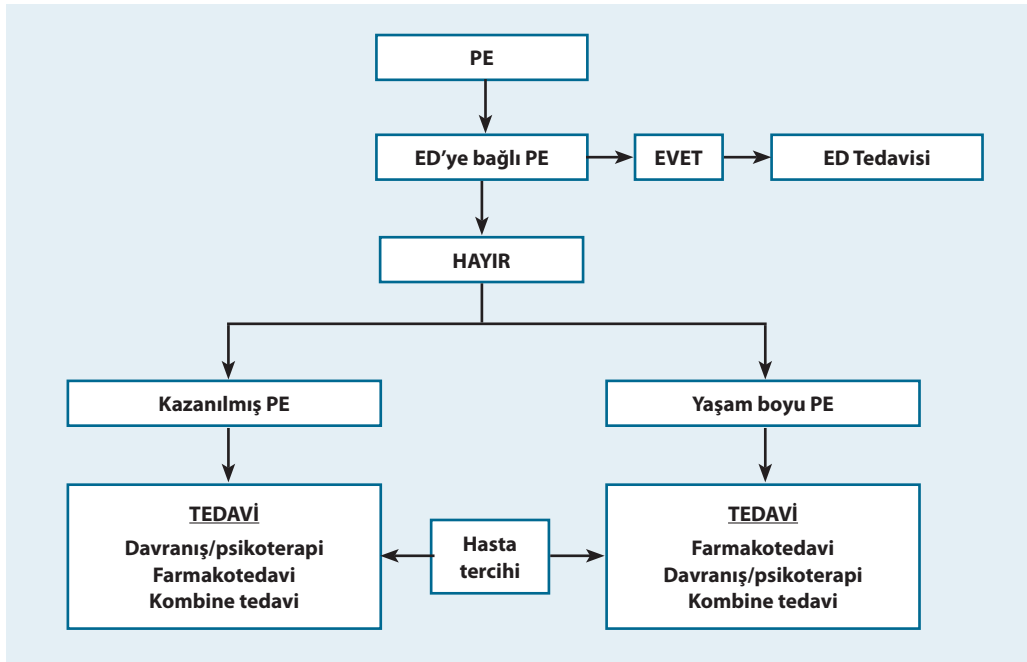 PE
ED’ye bağlı PE
EVET
ED Tedavisi
HAYIR
Kazanılmış PE
Yaşam boyu PE
TEDAVİ
Davranış/psikoterapi
Farmakotedavi
Kombine tedavi
Hasta
tercihi
TEDAVİ
Farmakotedavi
Davranış/psikoterapi
Kombine tedavi